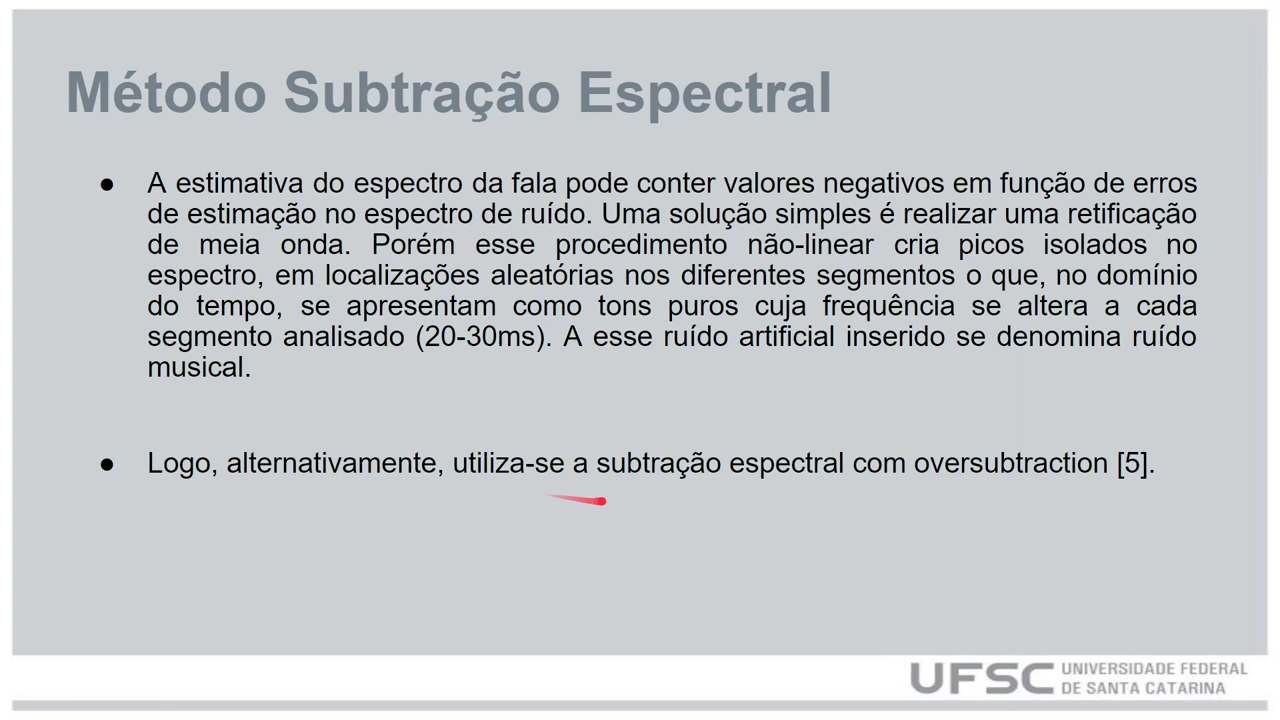 Método Subtração Espectral
● A estimativa do espectro da fala pode conter valores negativos em função de erros
de estimação no espectro de ruído. Uma solução simples é realizar uma retificação
de meia onda. Porém esse procedimento não-linear cria picos isolados no
espectro, em localizações aleatórias nos diferentes segmentos o que, no domínio
do tempo, se apresentam como tons puros cuja frequência se altera a cada
segmento analisado (20-30ms). A esse ruído artificial inserido se denomina ruído
musical.
● Logo, alternativamente, utiliza-se a subtração espectral com oversubtraction [5].
UFSC UNIVERSIDADE FEDERAL
DE SANTA CATARINA